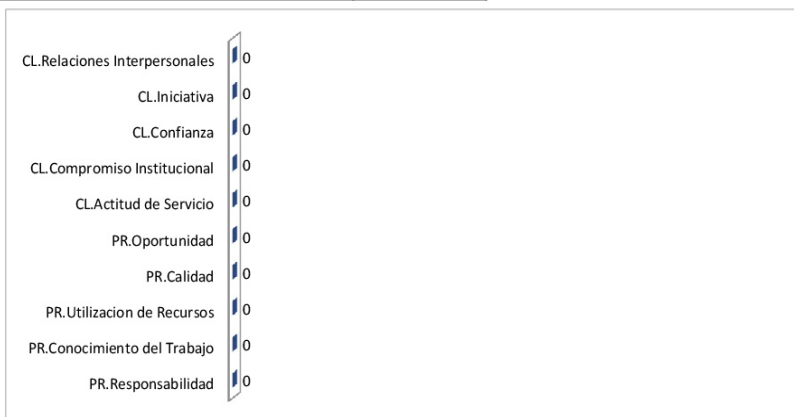 CL.Relaciones Interpersonales 0
CL.Iniciativa 0
CL.Confianza 0
CL.Compromiso Institucional 0
CL.Actitud de Servicio 0
PR.Oportunidad 0
PR.Calidad 0
PR.Utilizacion de Recursos 0
PR.Conocimiento del Trabajo 0
PR.Responsabilidad 0